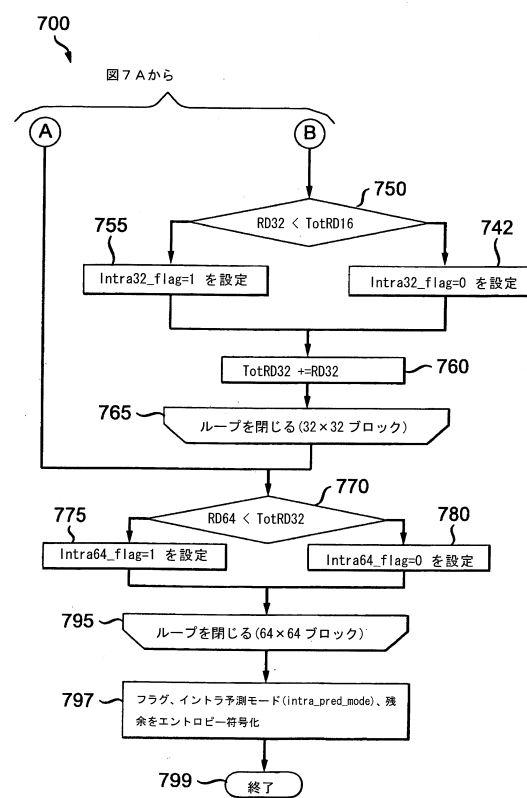 700
図7Aから
A
B
750
RD32 < TotRD16
755
742
Intra32_flag=1 を設定
Intra32_flag=0 を設定
TotRD32 +=RD32
760
765
ループを閉じる(32×32 ブロック)
770
RD64 < TotRD32
775
780
Intra64_flag=1 を設定
Intra64_flag=0 を設定
795
ループを閉じる(64×64 ブロック)
797
フラグ、イントラ予測モード(intra_pred_mode)、残
余をエントロピー符号化
799
終了